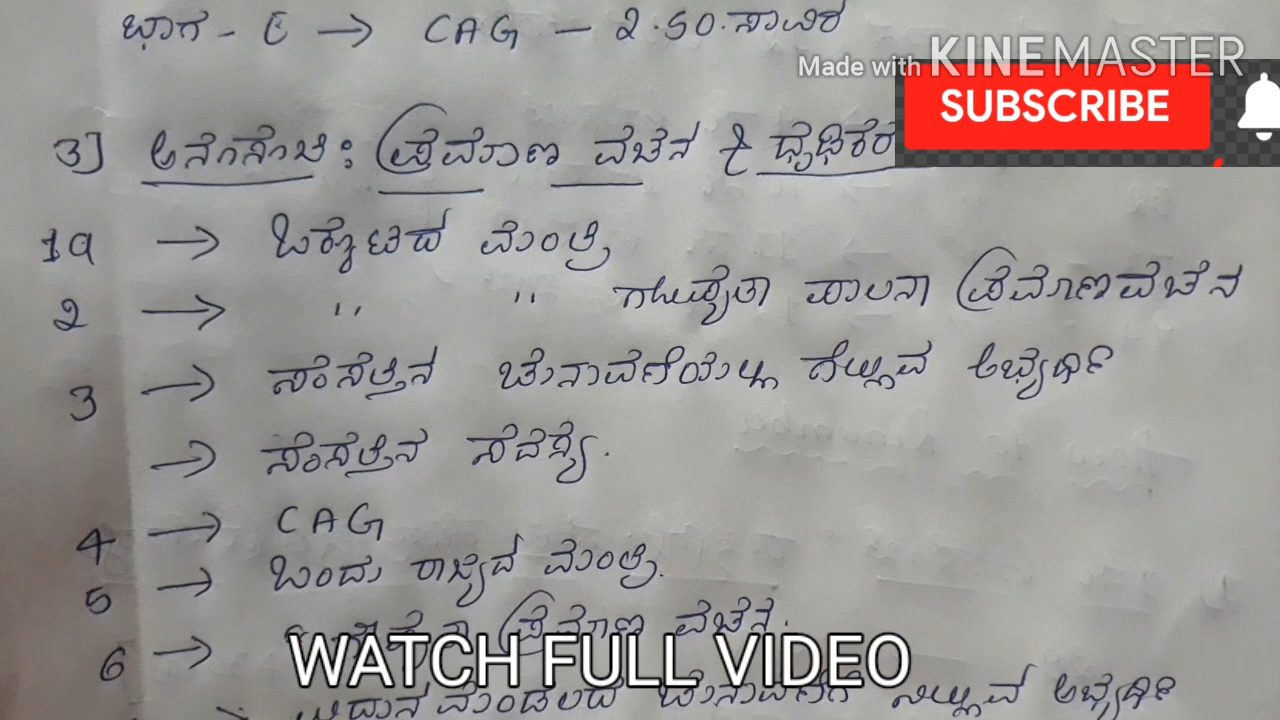 ಭಾಗ - E → CAG - 2.50.ಸಾವಿರ
Made with KINEMASTER
SUBSCRIBE
3] ಅನುಸೂಚಿ : ಪ್ರಮಾಣ ವಚನ & ದೃಢೀಕರ
1a → ಒಕ್ಕೂಟದ ಮಂತ್ರಿ
2 → " " ಗೌಪ್ಯತಾ ಪಾಲನಾ ಪ್ರಮಾಣವಚನ
3 → ಸಂಸತ್ತಿನ ಚುನಾವಣೆಯಲ್ಲಿ ಗೆಲ್ಲುವ ಅಭ್ಯರ್ಥಿ
→ ಸಂಸತ್ತಿನ ಸದಸ್ಯ.
4 → CAG
5 → ಒಂದು ರಾಜ್ಯದ ಮಂತ್ರಿ.
6 → ಪ್ರಮಾಣ ವಚನ.
WATCH FULL VIDEO
ಚುನಾವಣೆಗೆ ನಿಲ್ಲುವ ಅಭ್ಯರ್ಥಿ